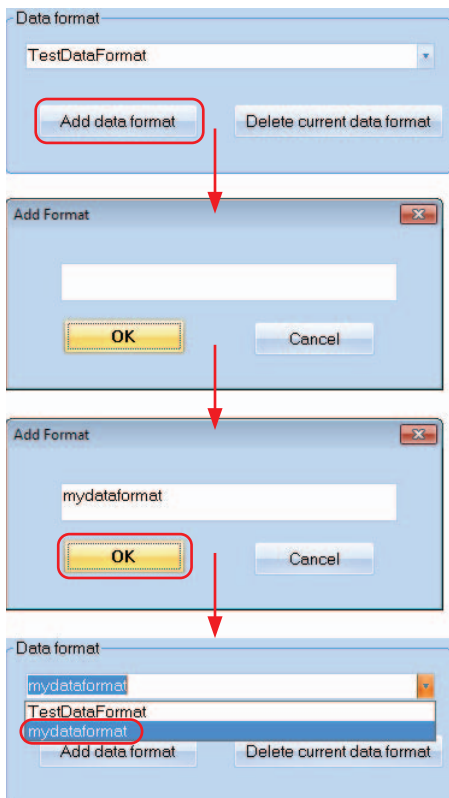 Data format
TestDataFormat
Add data format Delete current data format
Add Format
OK Cancel
Add Format
mydataformat
OK Cancel
Data format
mydataformat
TestDataFormat
mydataformat
Add data format Delete current data format